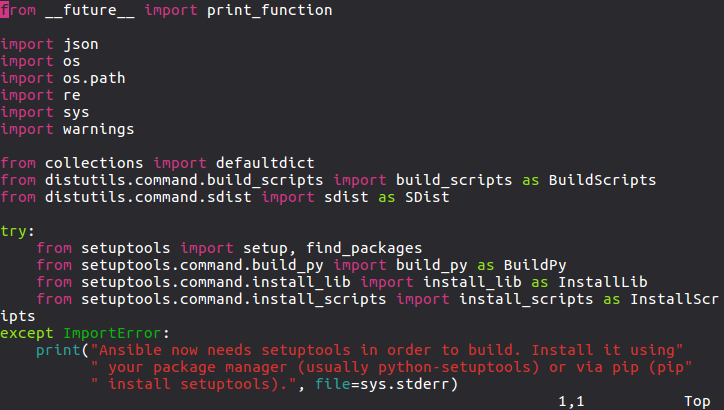 from __future__ import print_function

import json
import os
import os.path
import re
import sys
import warnings

from collections import defaultdict
from distutils.command.build_scripts import build_scripts as BuildScripts
from distutils.command.sdist import sdist as SDist

try:
    from setuptools import setup, find_packages
    from setuptools.command.build_py import build_py as BuildPy
    from setuptools.command.install_lib import install_lib as InstallLib
    from setuptools.command.install_scripts import install_scripts as InstallScr
ipts
except ImportError:
    print("Ansible now needs setuptools in order to build. Install it using"
          " your package manager (usually python-setuptools) or via pip (pip"
          " install setuptools).", file=sys.stderr)
1,1 Top